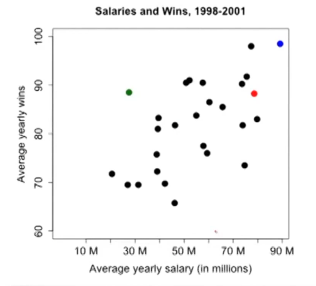 Salaries and Wins, 1998-2001
100
90
80
70
60
Average yearly wins
10 M 30 M 50 M 70 M 90 M
Average yearly salary (in millions)